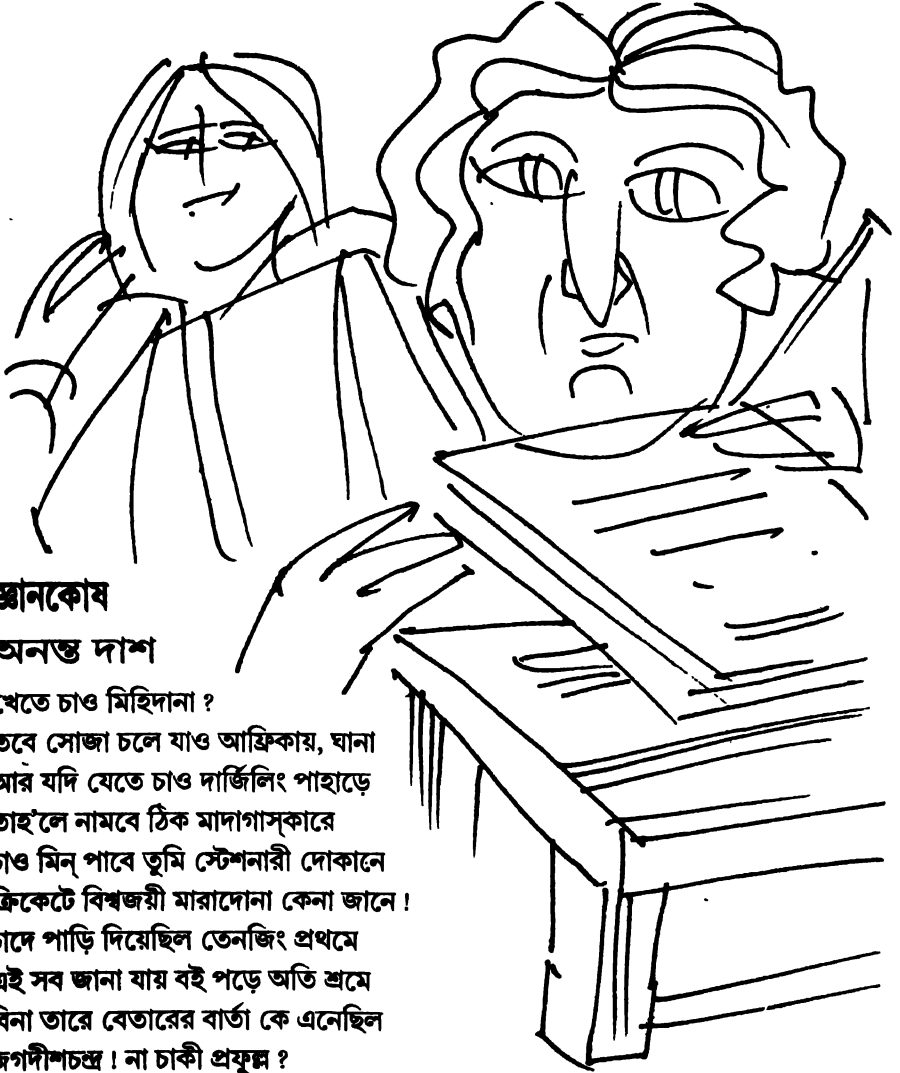 জ্ঞানকোষ
অনন্ত দাশ
খেতে চাও মিহিদানা ?
তবে সোজা চলে যাও আফ্রিকায়, ঘানা
আর যদি যেতে চাও দার্জিলিং পাহাড়ে
তাহ'লে নামবে ঠিক মাদাগাস্‌কারে
চাও মিন্ পাবে তুমি স্টেশনারী দোকানে
ক্রিকেটে বিশ্বজয়ী মারাদোনা কেনা জানে !
চাঁদে পাড়ি দিয়েছিল তেনজিং প্রথমে
এই সব জানা যায় বই পড়ে অতি শ্রমে
বিনা তারে বেতারের বার্তা কে এনেছিল
জগদীশচন্দ্র ! না চাকী প্রফুল্ল ?